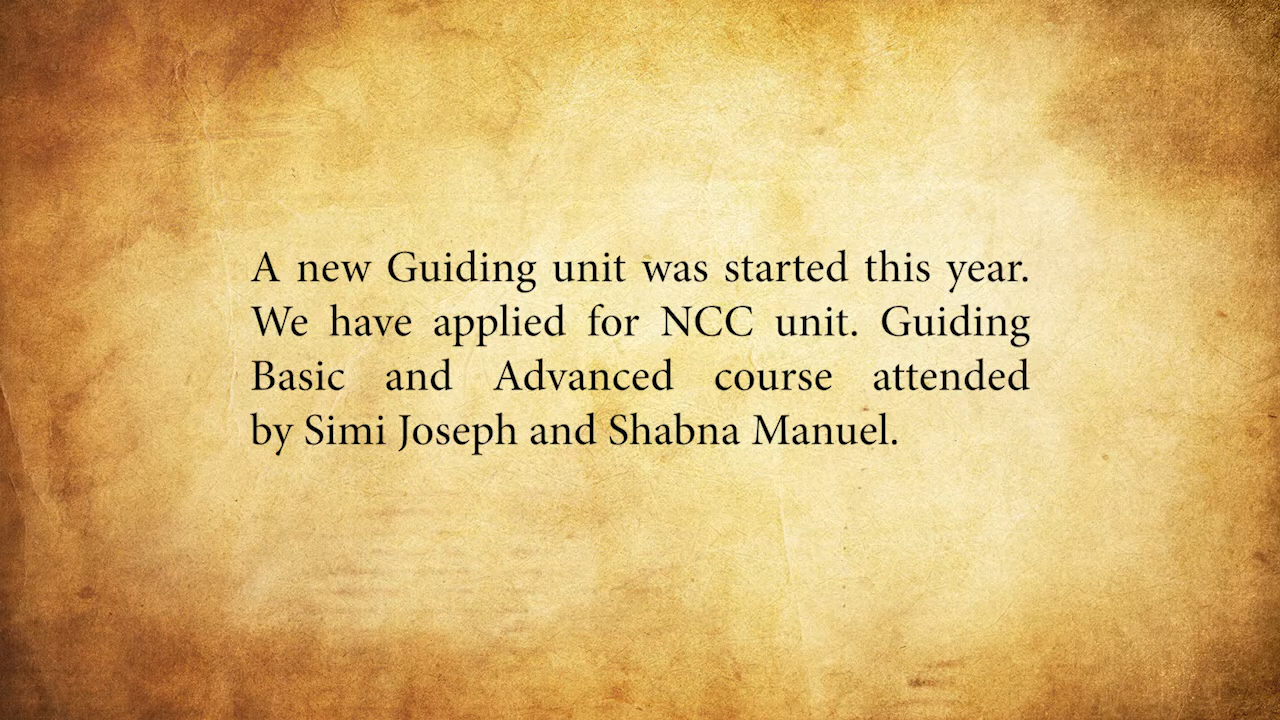 A new Guiding unit was started this year.
We have applied for NCC unit. Guiding
Basic and Advanced course attended
by Simi Joseph and Shabna Manuel.